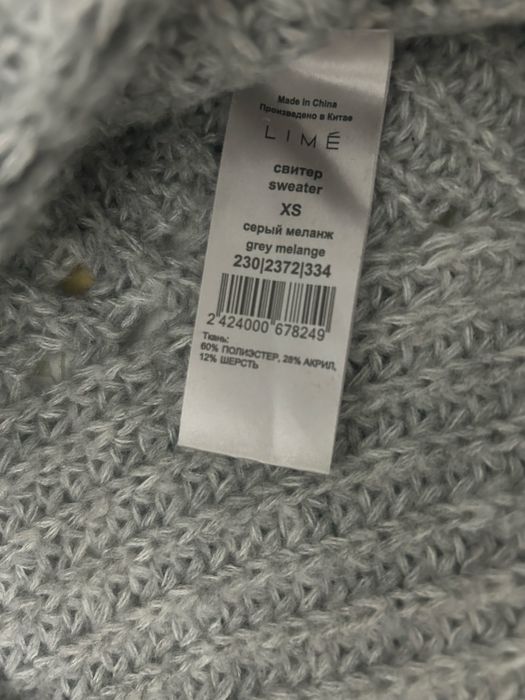 Made in China
Произведено в Китае
LIMÉ
свитер
sweater
XS
серый меланж
grey melange
230|2372|334
2 424000 678249
Ткань:
60% ПОЛИЭСТЕР, 28% АКРИЛ,
12% ШЕРСТЬ